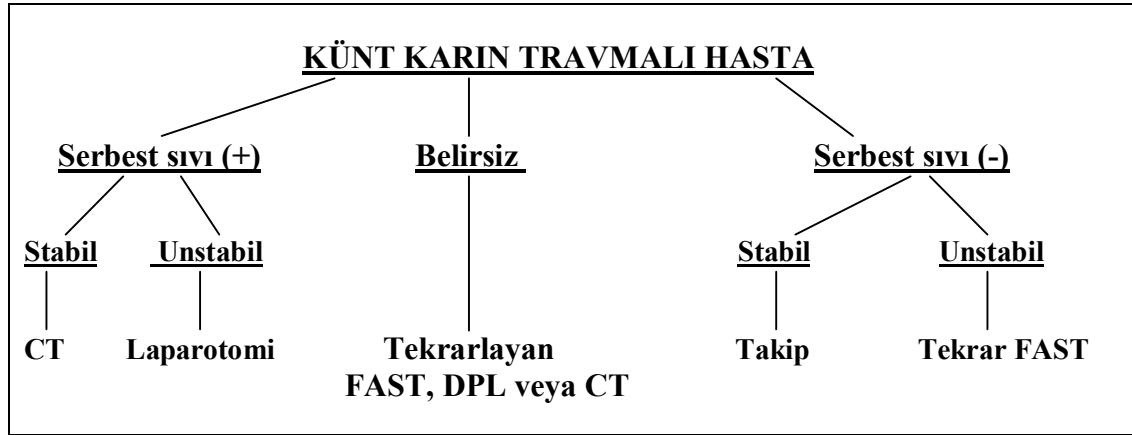 KÜNT KARIN TRAVMALI HASTA
Serbest sıvı (+) Belirsiz Serbest sıvı (-)
Stabil Unstabil Stabil Unstabil
CT Laparotomi Tekrarlayan Takip Tekrar FAST
FAST, DPL veya CT